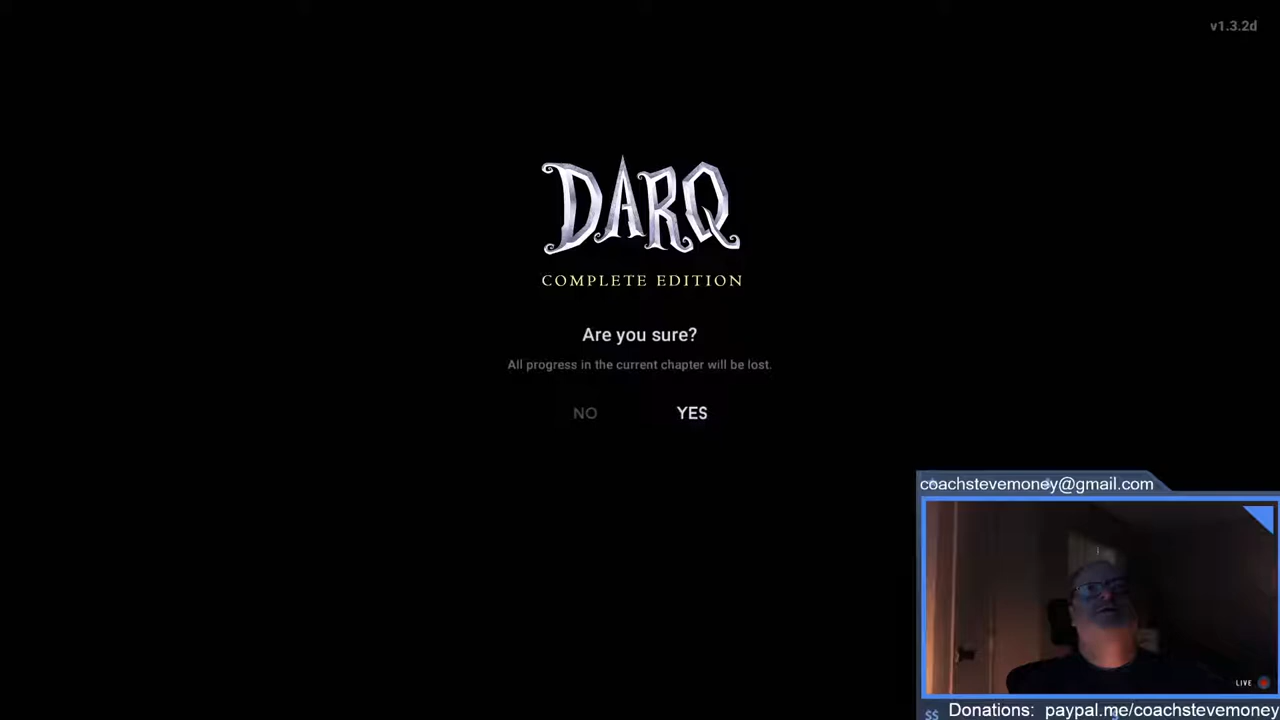 v1.3.2d
DARQ
COMPLETE EDITION
Are you sure?
All progress in the current chapter will be lost.
NO YES
coachstevemoney@gmail.com
LIVE
$$ Donations: paypal.me/coachstevemoney